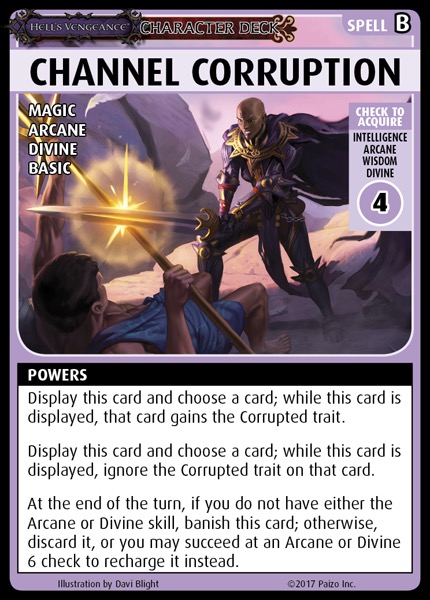 HELL'S VENGEANCE CHARACTER DECK SPELL B
CHANNEL CORRUPTION
MAGIC
ARCANE
DIVINE
BASIC
CHECK TO
ACQUIRE
INTELLIGENCE
ARCANE
WISDOM
DIVINE
4
POWERS
Display this card and choose a card; while this card is
displayed, that card gains the Corrupted trait.
Display this card and choose a card; while this card is
displayed, ignore the Corrupted trait on that card.
At the end of the turn, if you do not have either the
Arcane or Divine skill, banish this card; otherwise,
discard it, or you may succeed at an Arcane or Divine
6 check to recharge it instead.
Illustration by Davi Blight ©2017 Paizo Inc.